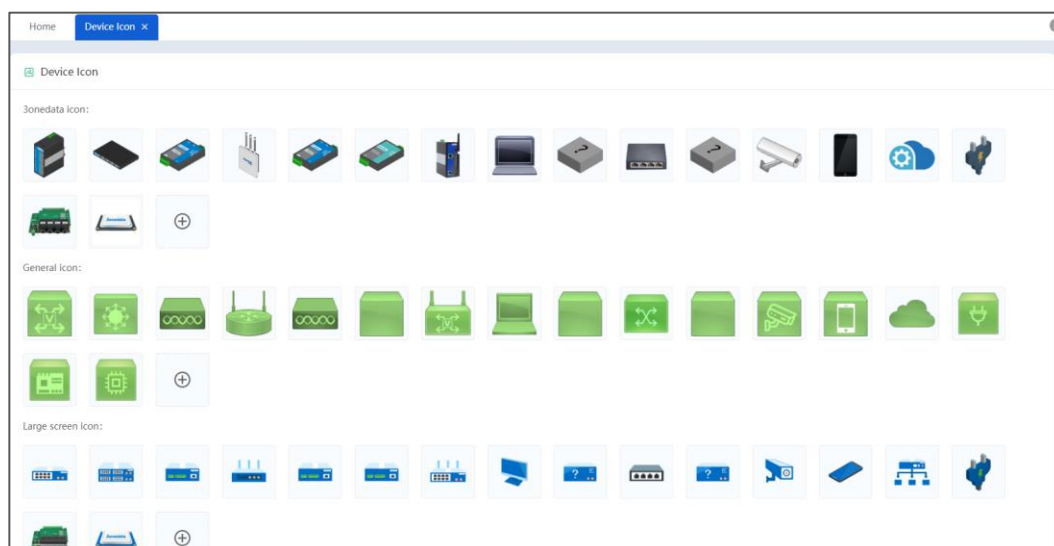 Home Device Icon ×
Device Icon
3onedata icon:
? ?
General icon:
Large screen icon:
? ?